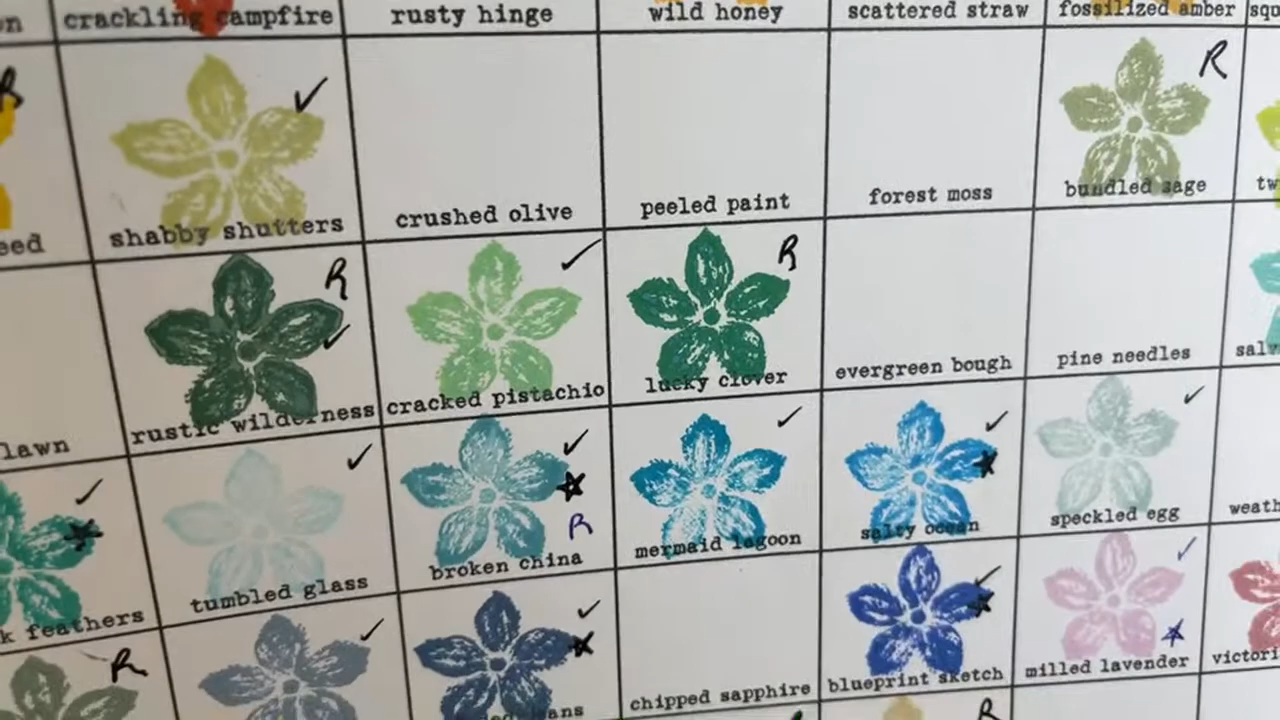 crackling campfire rusty hinge wild honey scattered straw fossilized amber
R ✓ R
shabby shutters crushed olive peeled paint forest moss bundled sage
R ✓ ✓ R
rustic wilderness cracked pistachio lucky clover evergreen bough pine needles
lawn
✓ ✓ ✓ R ✓ ✓ ✓
feathers tumbled glass broken china mermaid lagoon salty ocean speckled egg
R ✓ ✓ ✓ ✓
chipped sapphire blueprint sketch milled lavender
R